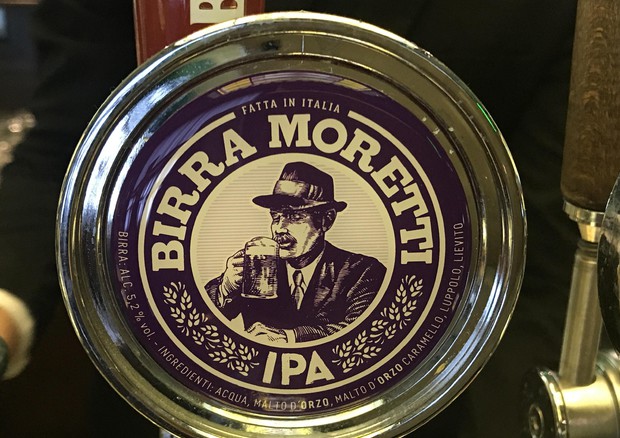 B
FATTA IN ITALIA
BIRRA MORETTI
IPA
BIRRA: ALC. 5,2 % vol. - INGREDIENTI: ACQUA, MALTO D'ORZO, MALTO D'ORZO CARAMELLO, LUPPOLO, LIEVITO.